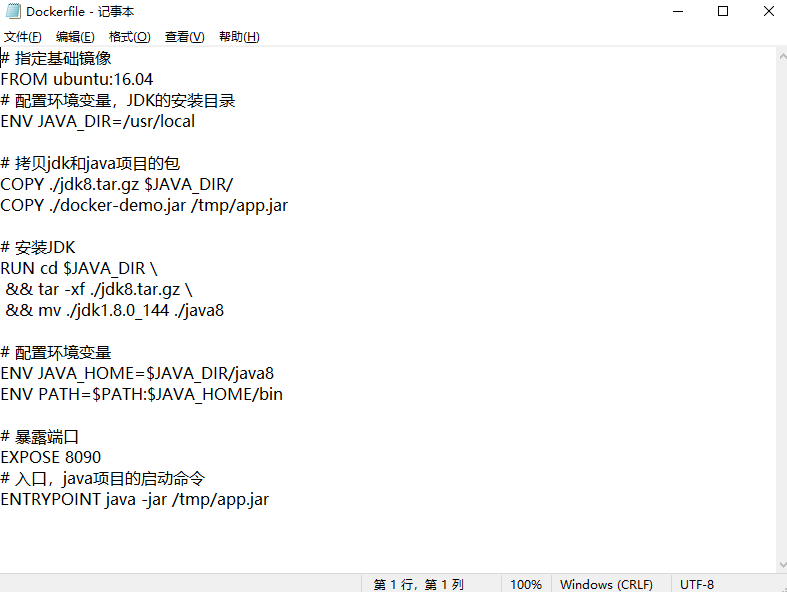 Dockerfile - 记事本
文件(F) 编辑(E) 格式(O) 查看(V) 帮助(H)
# 指定基础镜像
FROM ubuntu:16.04
# 配置环境变量，JDK的安装目录
ENV JAVA_DIR=/usr/local

# 拷贝jdk和java项目的包
COPY ./jdk8.tar.gz $JAVA_DIR/
COPY ./docker-demo.jar /tmp/app.jar

# 安装JDK
RUN cd $JAVA_DIR \
 && tar -xf ./jdk8.tar.gz \
 && mv ./jdk1.8.0_144 ./java8

# 配置环境变量
ENV JAVA_HOME=$JAVA_DIR/java8
ENV PATH=$PATH:$JAVA_HOME/bin

# 暴露端口
EXPOSE 8090
# 入口，java项目的启动命令
ENTRYPOINT java -jar /tmp/app.jar
第 1 行，第 1 列 100% Windows (CRLF) UTF-8